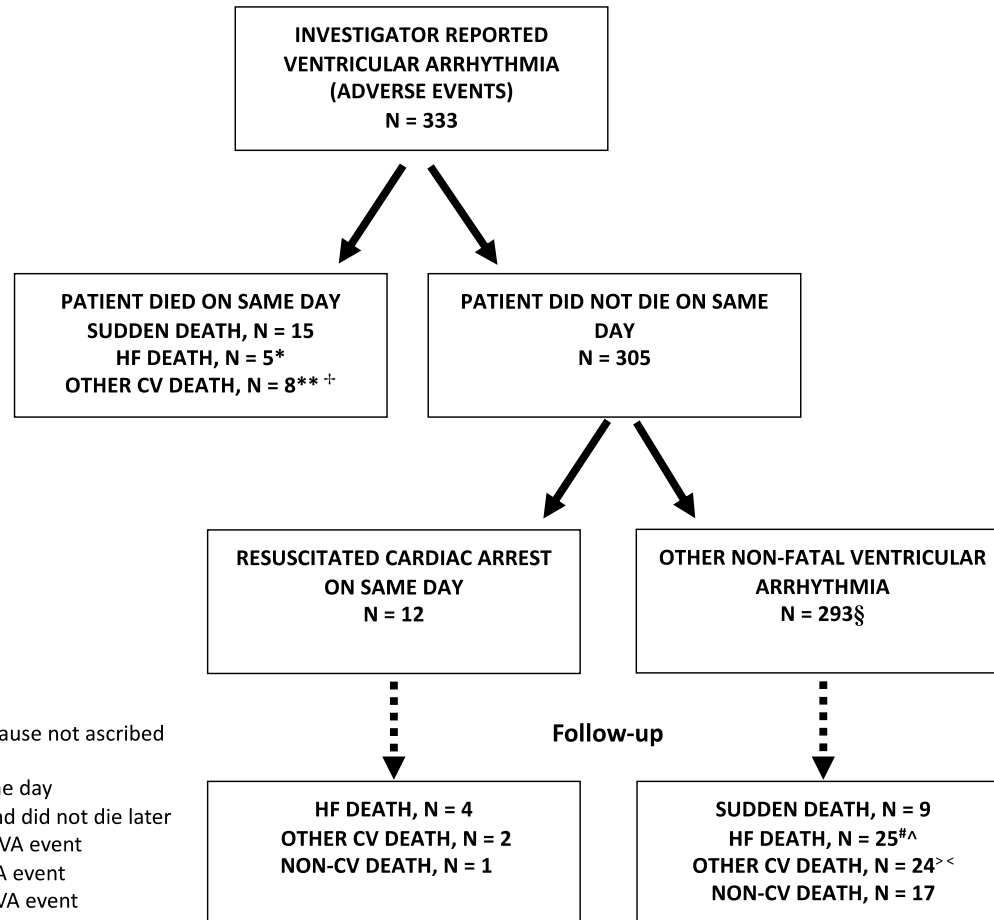 INVESTIGATOR REPORTED
VENTRICULAR ARRHYTHMIA
(ADVERSE EVENTS)
N = 333
PATIENT DIED ON SAME DAY
SUDDEN DEATH, N = 15
HF DEATH, N = 5*
OTHER CV DEATH, N = 8** †
PATIENT DID NOT DIE ON SAME
DAY
N = 305
RESUSCITATED CARDIAC ARREST
ON SAME DAY
N = 12
OTHER NON-FATAL VENTRICULAR
ARRHYTHMIA
N = 293§
Follow-up
HF DEATH, N = 4
OTHER CV DEATH, N = 2
NON-CV DEATH, N = 1
SUDDEN DEATH, N = 9
HF DEATH, N = 25#^
OTHER CV DEATH, N = 24><
NON-CV DEATH, N = 17
not ascribed
day
did not die later
VA event
event
VA event